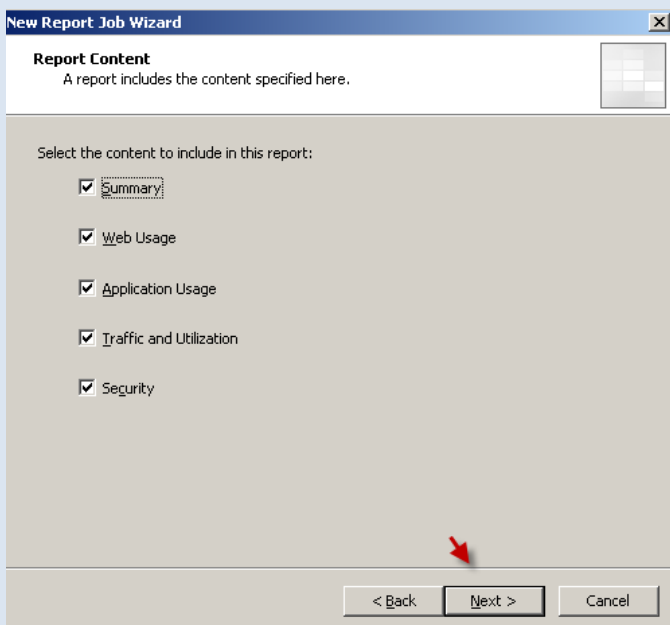 New Report Job Wizard
Report Content
A report includes the content specified here.
Select the content to include in this report:
Summary
Web Usage
Application Usage
Traffic and Utilization
Security
< Back Next > Cancel